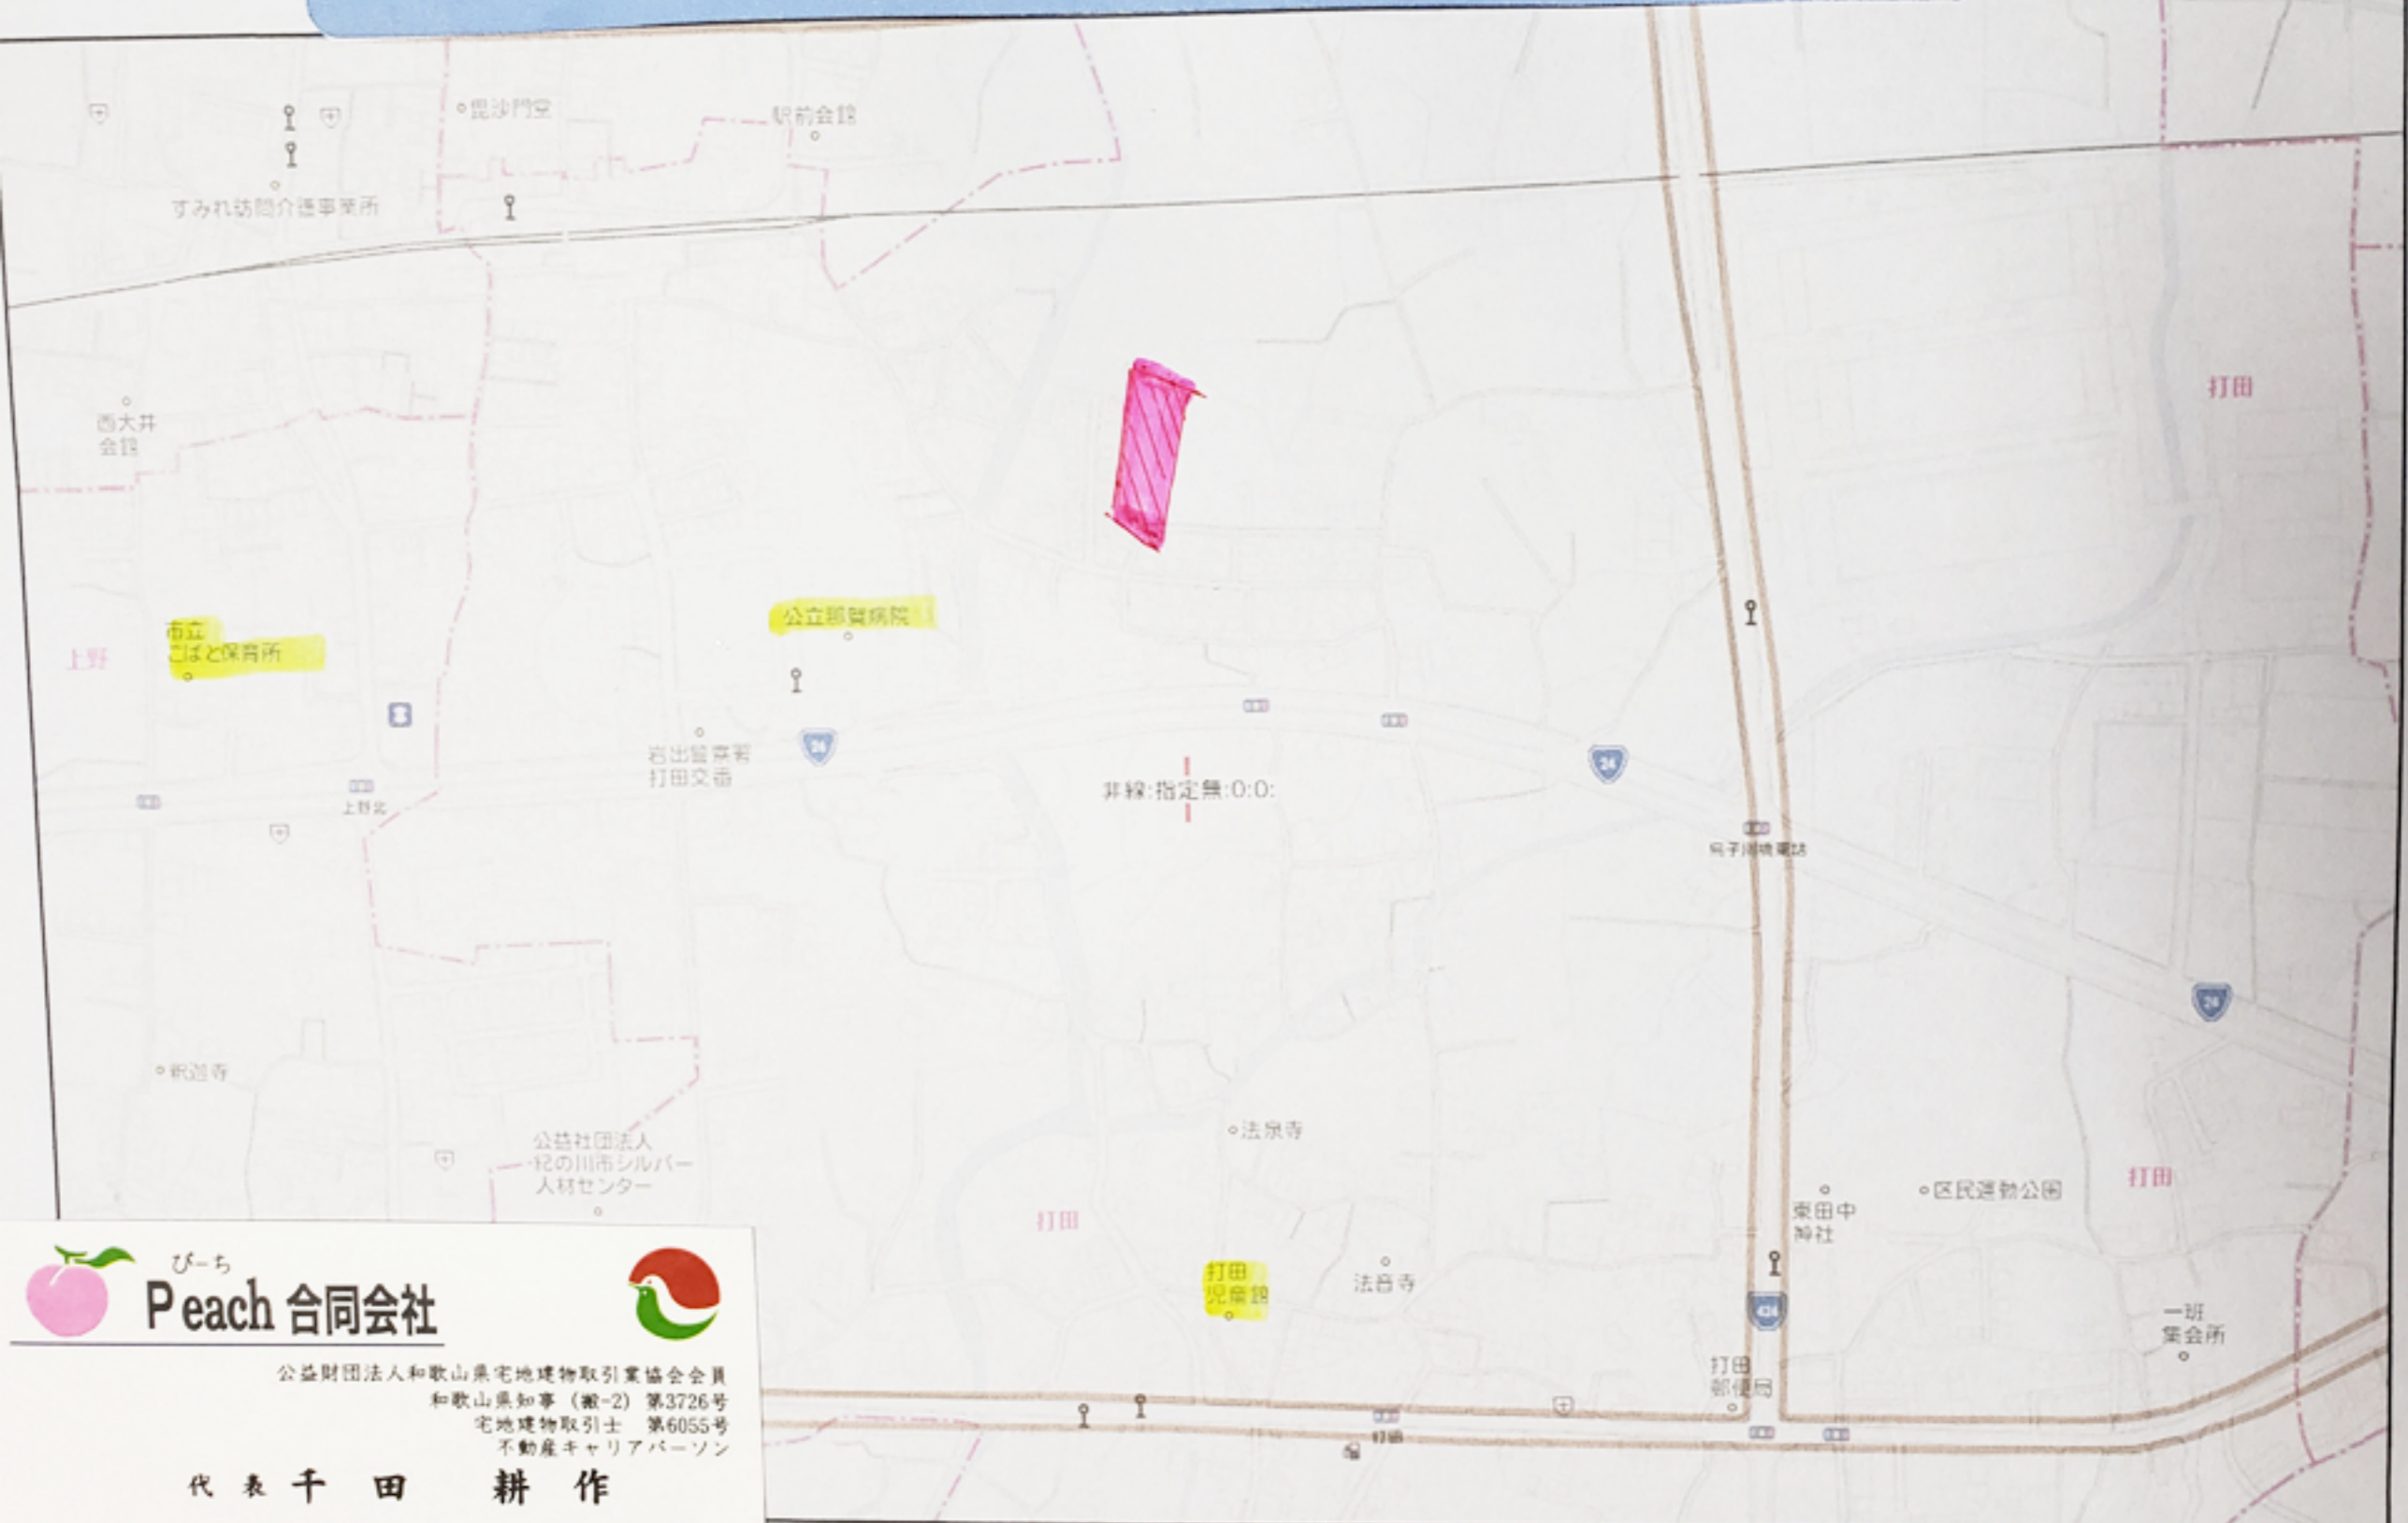 毘沙門堂
駅前会館
すみれ訪問介護事業所
西大井
会館
打田
市立
こばと保育所
上野
公立那賀病院
岩出警察署
打田交番
24
24
非線:指定無:0:0:
上野北
24
釈迦寺
公益社団法人
紀の川市シルバー
人材センター
法泉寺
打田
打田
児童館
法音寺
東田中
神社
区民運動公園
打田
424
打田
郵便局
一班
集会所
打田
ぴーち
Peach 合同会社
公益財団法人和歌山県宅地建物取引業協会会員
和歌山県知事 (搬-2) 第3726号
宅地建物取引士 第6055号
不動産キャリアパーソン
代表 千田 耕作